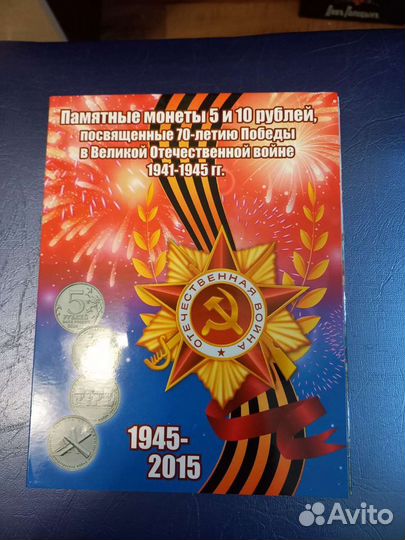 Памятные монеты 5 и 10 рублей,
посвященные 70-летию Победы
в Великой Отечественной войне
1941-1945 гг.
5
РУБЛЕЙ
ОТЕЧЕСТВЕННАЯ ВОЙНА
1945-
2015
Avito